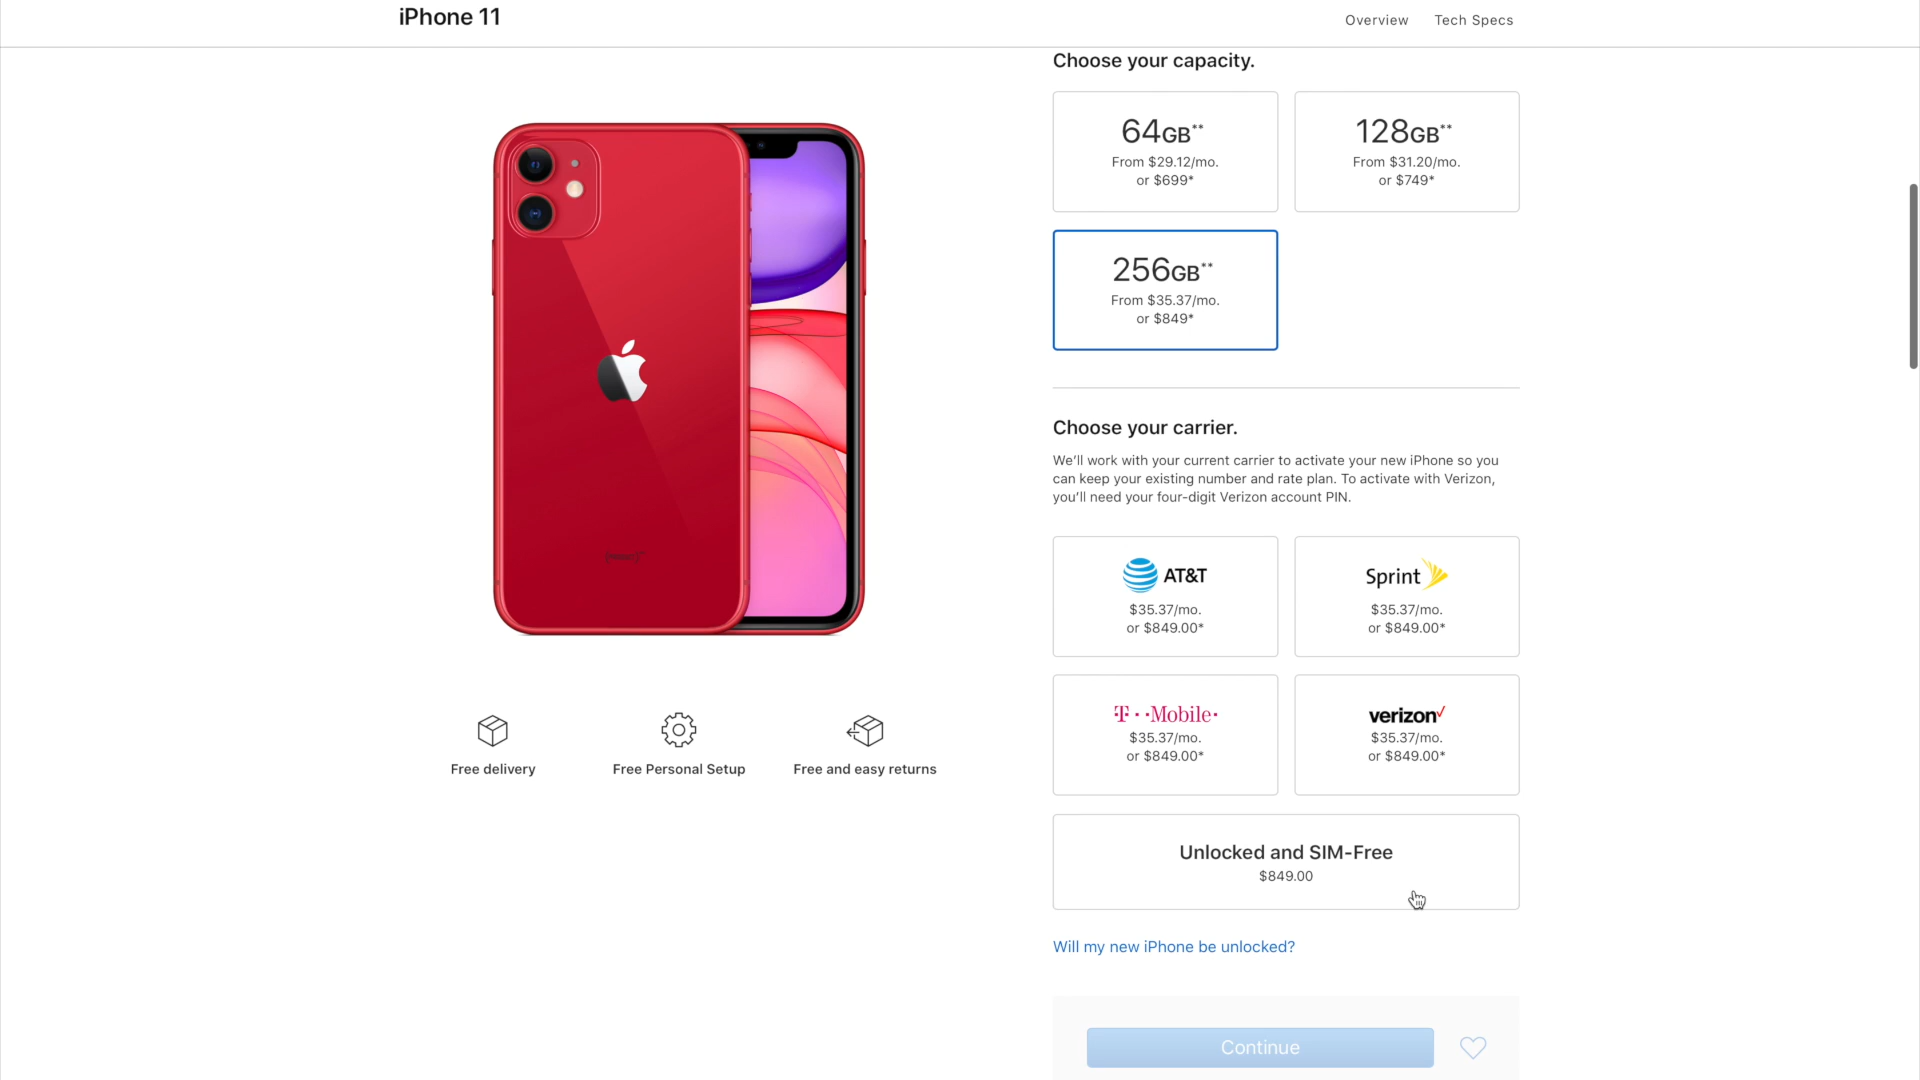 iPhone 11
Overview
Tech Specs
Choose your capacity.
64GB**
From $29.12/mo.
or $699*
128GB**
From $31.20/mo.
or $749*
256GB**
From $35.37/mo.
or $849*
Choose your carrier.
We'll work with your current carrier to activate your new iPhone so you
can keep your existing number and rate plan. To activate with Verizon,
you'll need your four-digit Verizon account PIN.
AT&T
$35.37/mo.
or $849.00*
Sprint
$35.37/mo.
or $849.00*
T··Mobile·
$35.37/mo.
or $849.00*
verizon✓
$35.37/mo.
or $849.00*
Unlocked and SIM-Free
$849.00
Will my new iPhone be unlocked?
Continue
Free delivery
Free Personal Setup
Free and easy returns